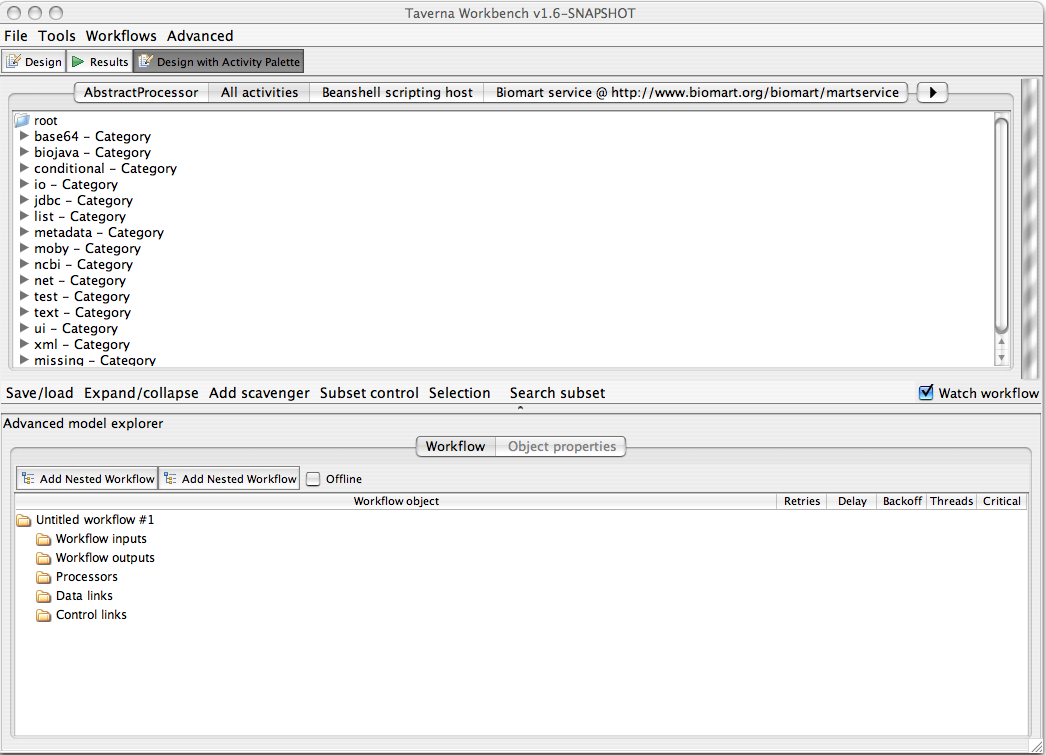 Taverna Workbench v1.6-SNAPSHOT
File Tools Workflows Advanced
Design Results Design with Activity Palette
AbstractProcessor All activities Beanshell scripting host Biomart service @ http://www.biomart.org/biomart/martservice
root
base64 - Category
biojava - Category
conditional - Category
io - Category
jdbc - Category
list - Category
metadata - Category
moby - Category
ncbi - Category
net - Category
test - Category
text - Category
ui - Category
xml - Category
missing - Category
Save/load Expand/collapse Add scavenger Subset control Selection Search subset Watch workflow
Advanced model explorer
Workflow Object properties
Add Nested Workflow Add Nested Workflow Offline
Workflow object Retries Delay Backoff Threads Critical
Untitled workflow #1
Workflow inputs
Workflow outputs
Processors
Data links
Control links